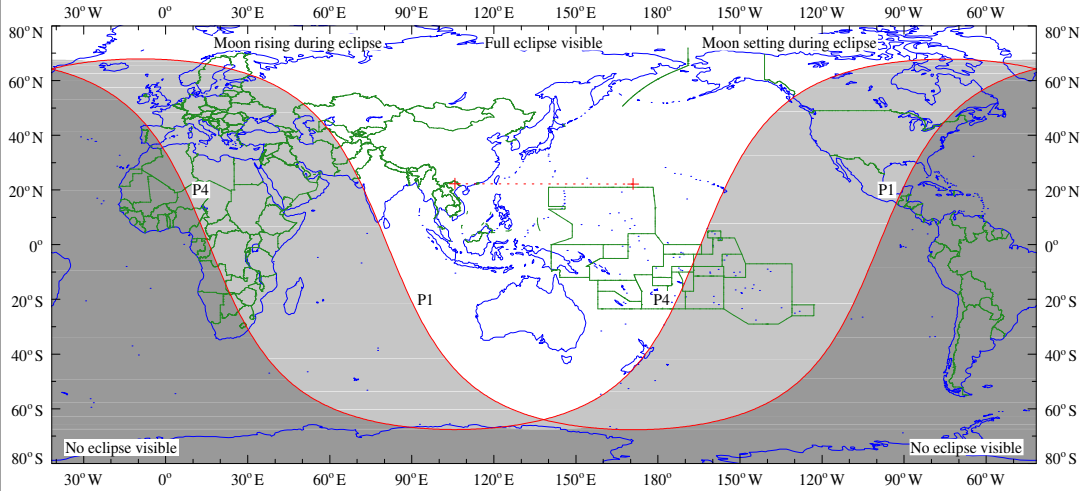 30°W 0° 30°E 60°E 90°E 120°E 150°E 180° 150°W 120°W 90°W 60°W
80°N 80°N
Moon rising during eclipse Full eclipse visible Moon setting during eclipse
60°N 60°N
40°N 40°N
P4 P1
20°N 20°N
0° 0°
P1 P4
20°S 20°S
40°S 40°S
60°S 60°S
No eclipse visible No eclipse visible
80°S 80°S
30°W 0° 30°E 60°E 90°E 120°E 150°E 180° 150°W 120°W 90°W 60°W